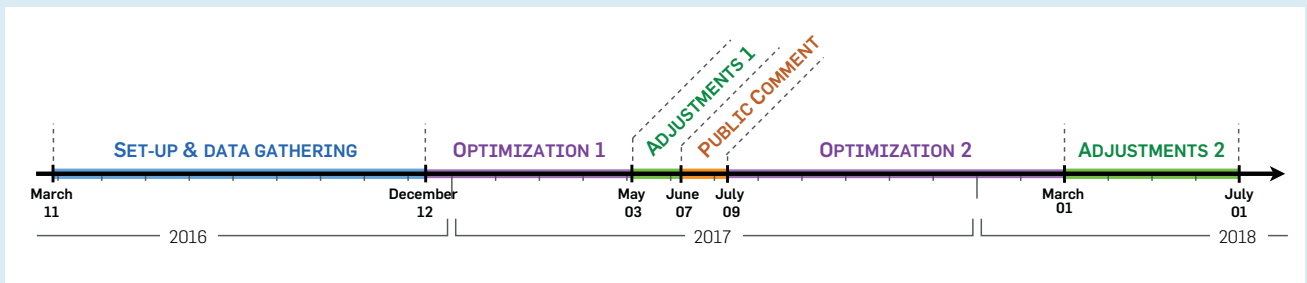 ADJUSTMENTS 1
PUBLIC COMMENT
SET-UP & DATA GATHERING
OPTIMIZATION 1
OPTIMIZATION 2
ADJUSTMENTS 2
March
11
December
12
May
03
June
07
July
09
March
01
July
01
2016
2017
2018